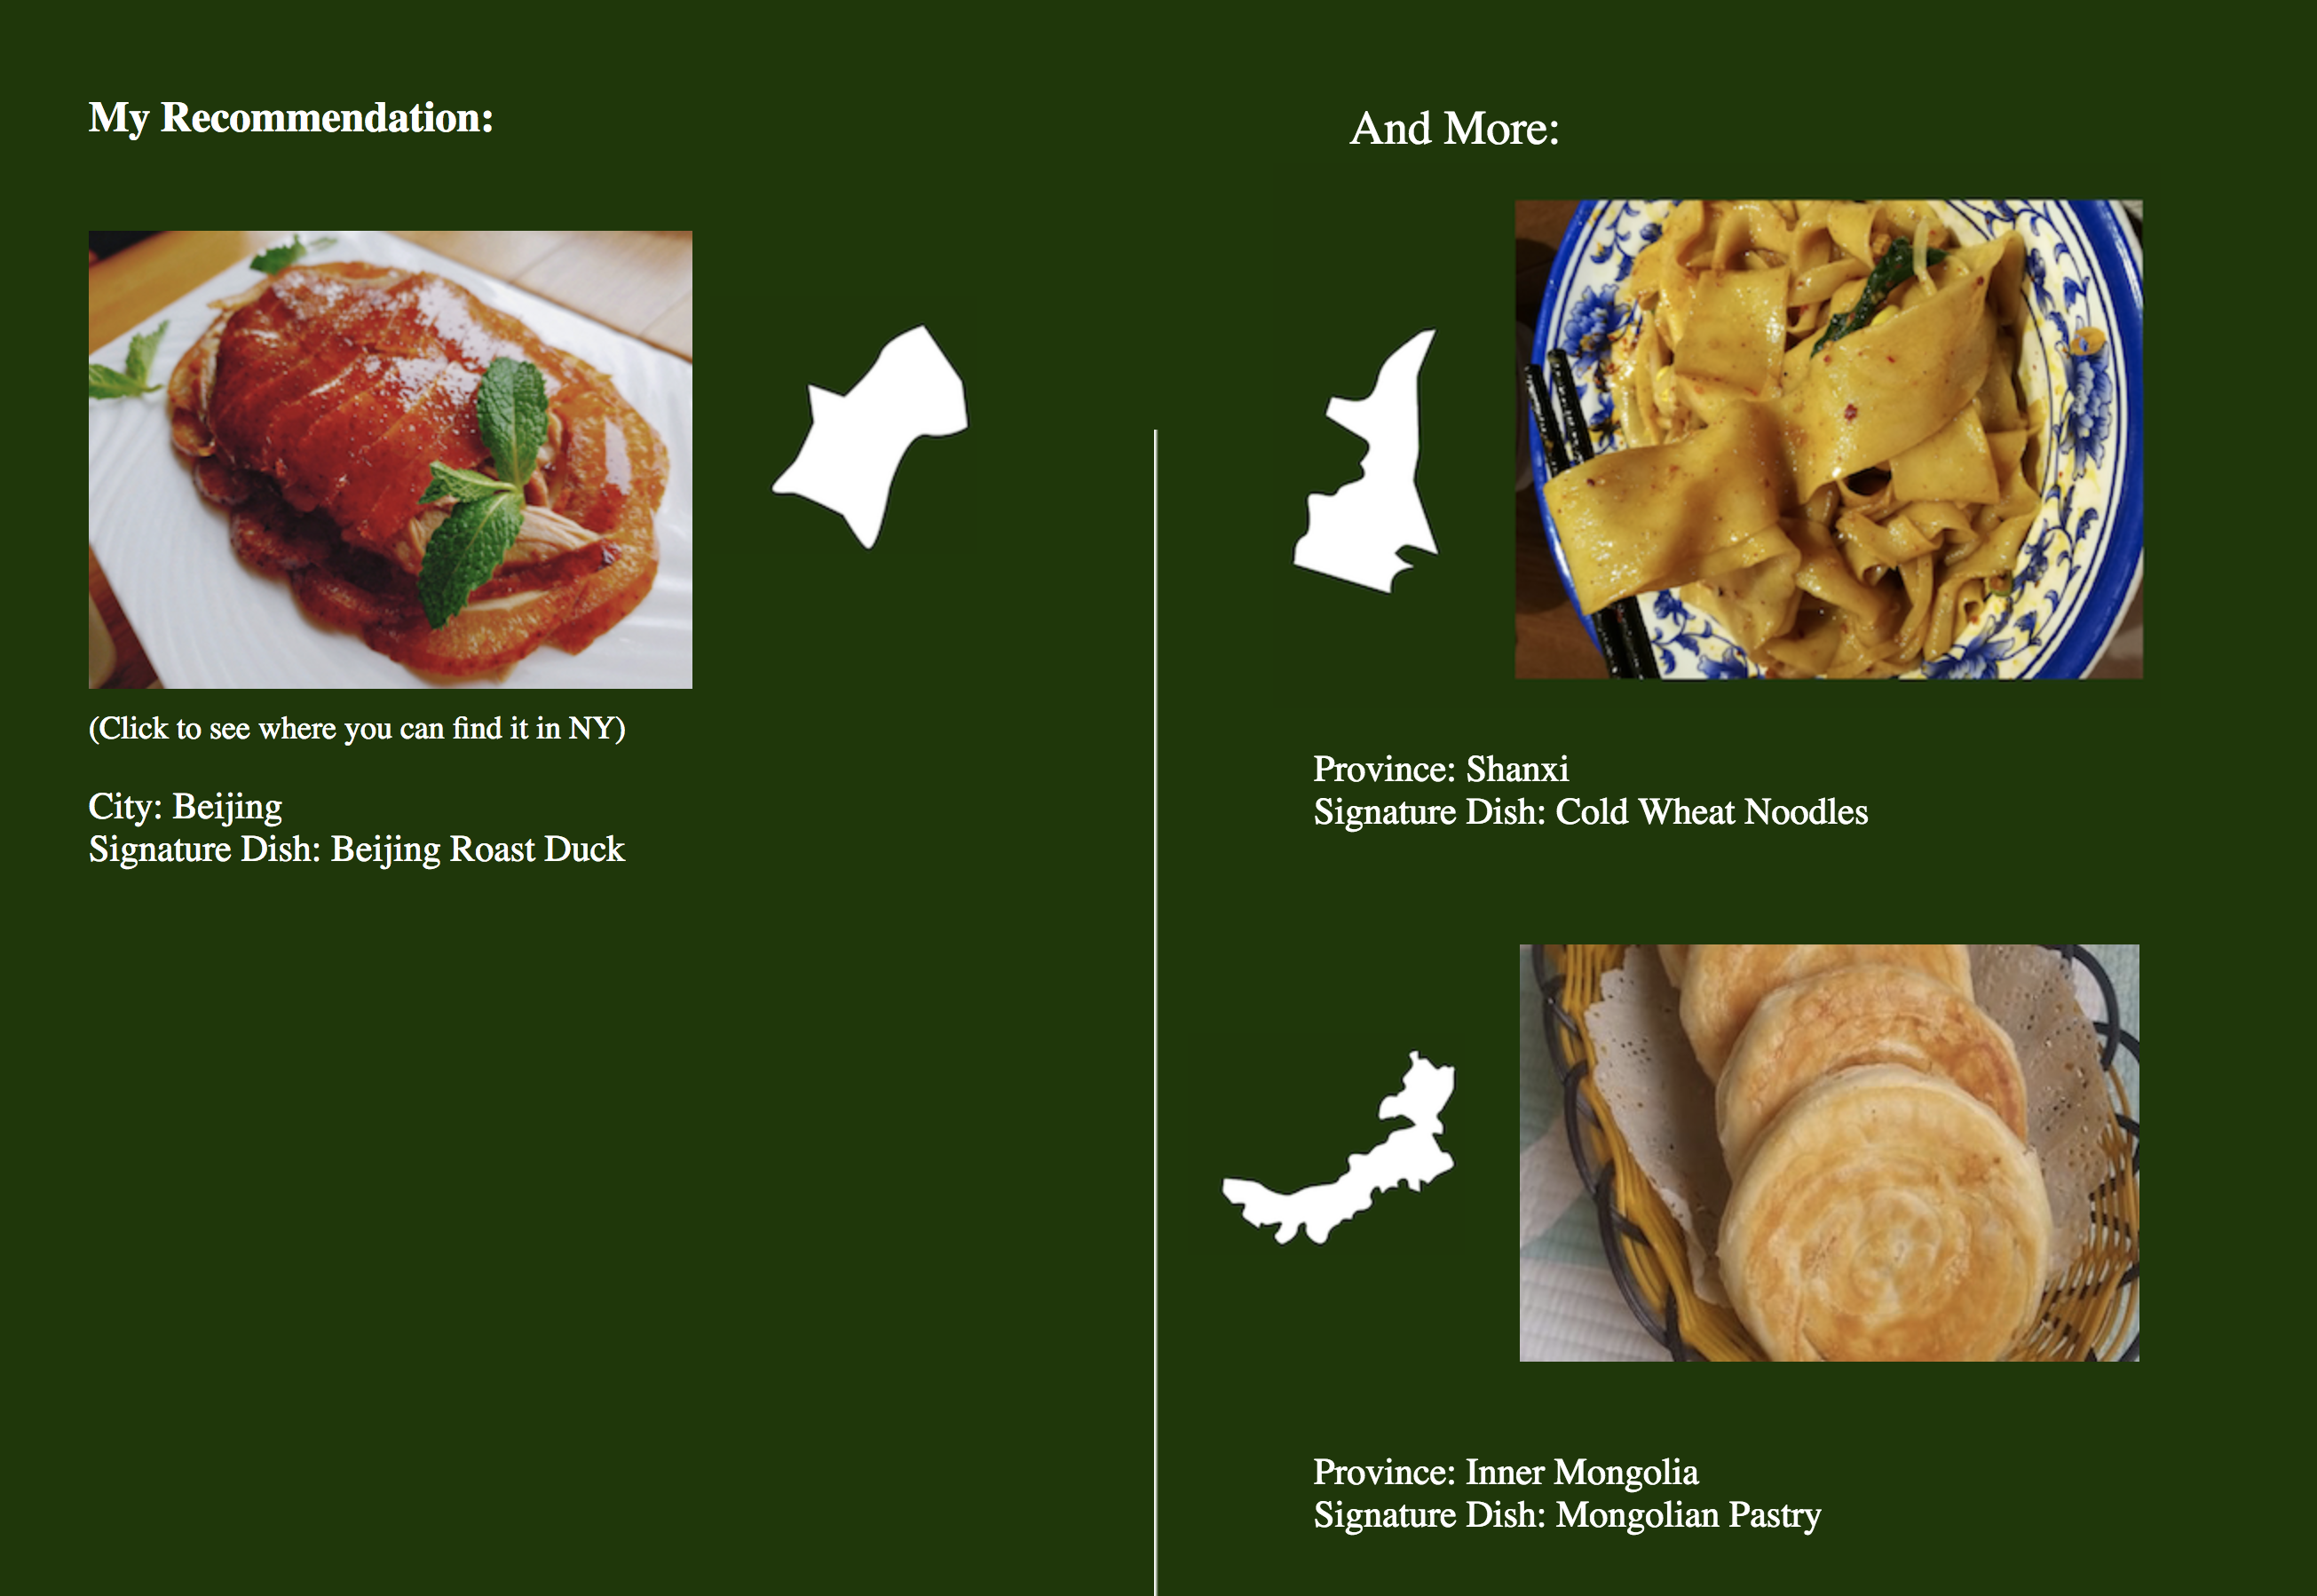 My Recommendation:
(Click to see where you can find it in NY)
City: Beijing
Signature Dish: Beijing Roast Duck
And More:
Province: Shanxi
Signature Dish: Cold Wheat Noodles
Province: Inner Mongolia
Signature Dish: Mongolian Pastry